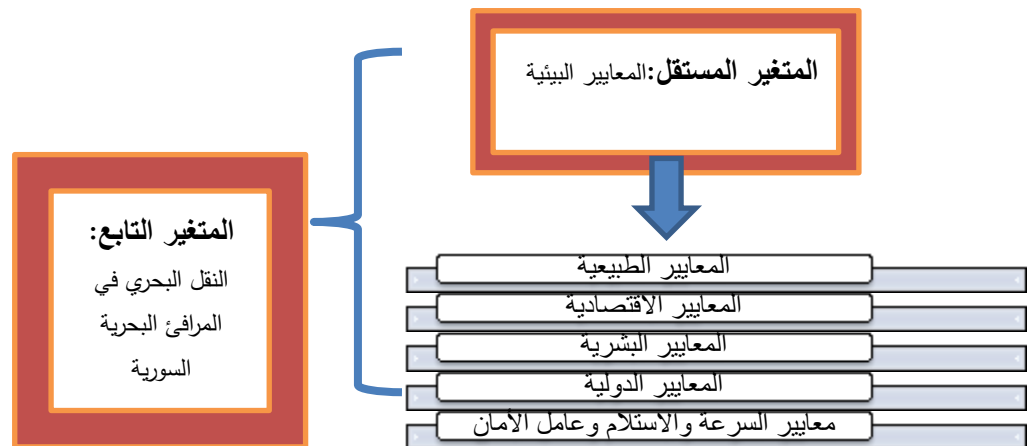 المتغير المستقل:المعايير البيئية
المعايير الطبيعية
المعايير الاقتصادية
المعايير البشرية
المعايير الدولية
معايير السرعة والاستلام وعامل الأمان
المتغير التابع:
النقل البحري في
المرافئ البحرية
السورية